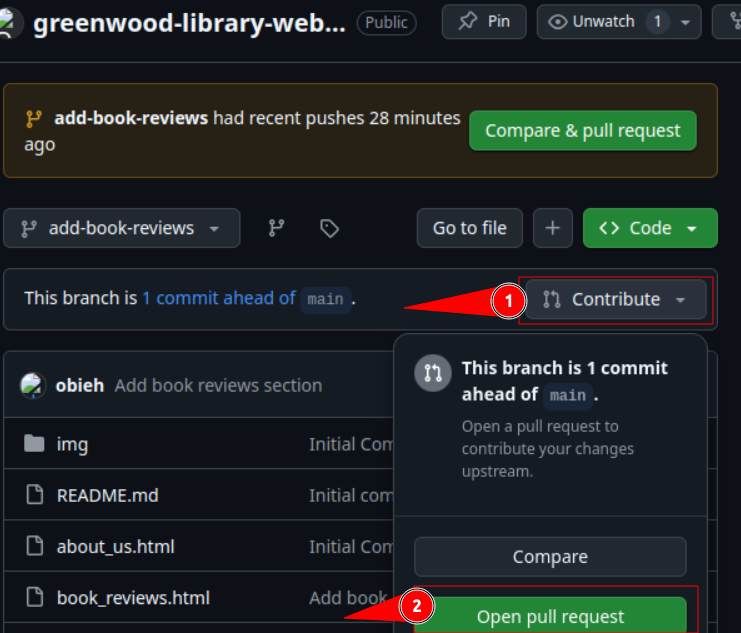 greenwood-library-web... Public Pin Unwatch 1
add-book-reviews had recent pushes 28 minutes
ago
Compare & pull request
add-book-reviews Go to file Code
This branch is 1 commit ahead of main . 1 Contribute
This branch is 1 commit
ahead of main .
Open a pull request to
contribute your changes
upstream.
obieh Add book reviews section
img Initial Com
README.md Initial com
about_us.html Initial Com
Compare
book_reviews.html Add book
2 Open pull request